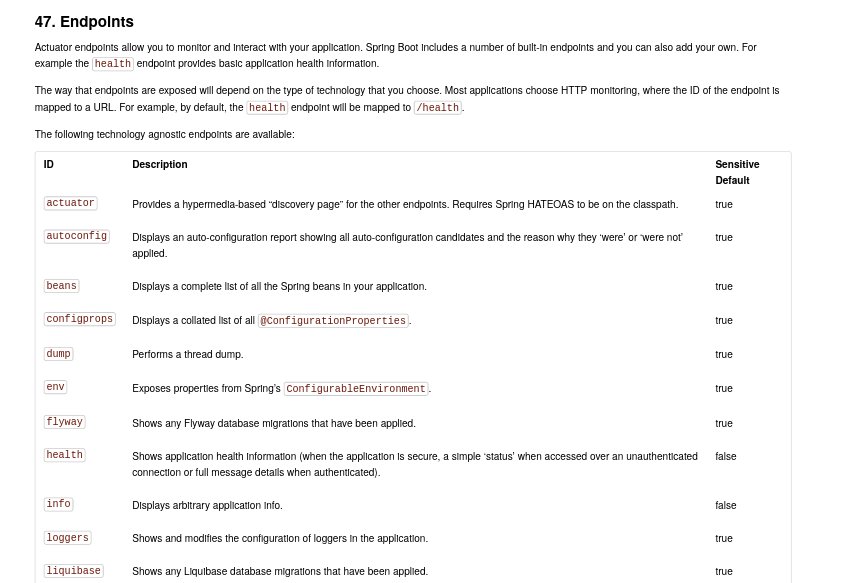 47. Endpoints
Actuator endpoints allow you to monitor and interact with your application. Spring Boot includes a number of built-in endpoints and you can also add your own. For
example the health endpoint provides basic application health information.
The way that endpoints are exposed will depend on the type of technology that you choose. Most applications choose HTTP monitoring, where the ID of the endpoint is
mapped to a URL. For example, by default, the health endpoint will be mapped to /health.
The following technology agnostic endpoints are available:
ID Description Sensitive
Default
actuator Provides a hypermedia-based “discovery page” for the other endpoints. Requires Spring HATEOAS to be on the classpath. true
autoconfig Displays an auto-configuration report showing all auto-configuration candidates and the reason why they ‘were’ or ‘were not’ true
applied.
beans Displays a complete list of all the Spring beans in your application. true
configprops Displays a collated list of all @ConfigurationProperties. true
dump Performs a thread dump. true
env Exposes properties from Spring’s ConfigurableEnvironment. true
flyway Shows any Flyway database migrations that have been applied. true
health Shows application health information (when the application is secure, a simple ‘status’ when accessed over an unauthenticated false
connection or full message details when authenticated).
info Displays arbitrary application info. false
loggers Shows and modifies the configuration of loggers in the application. true
liquibase Shows any Liquibase database migrations that have been applied. true